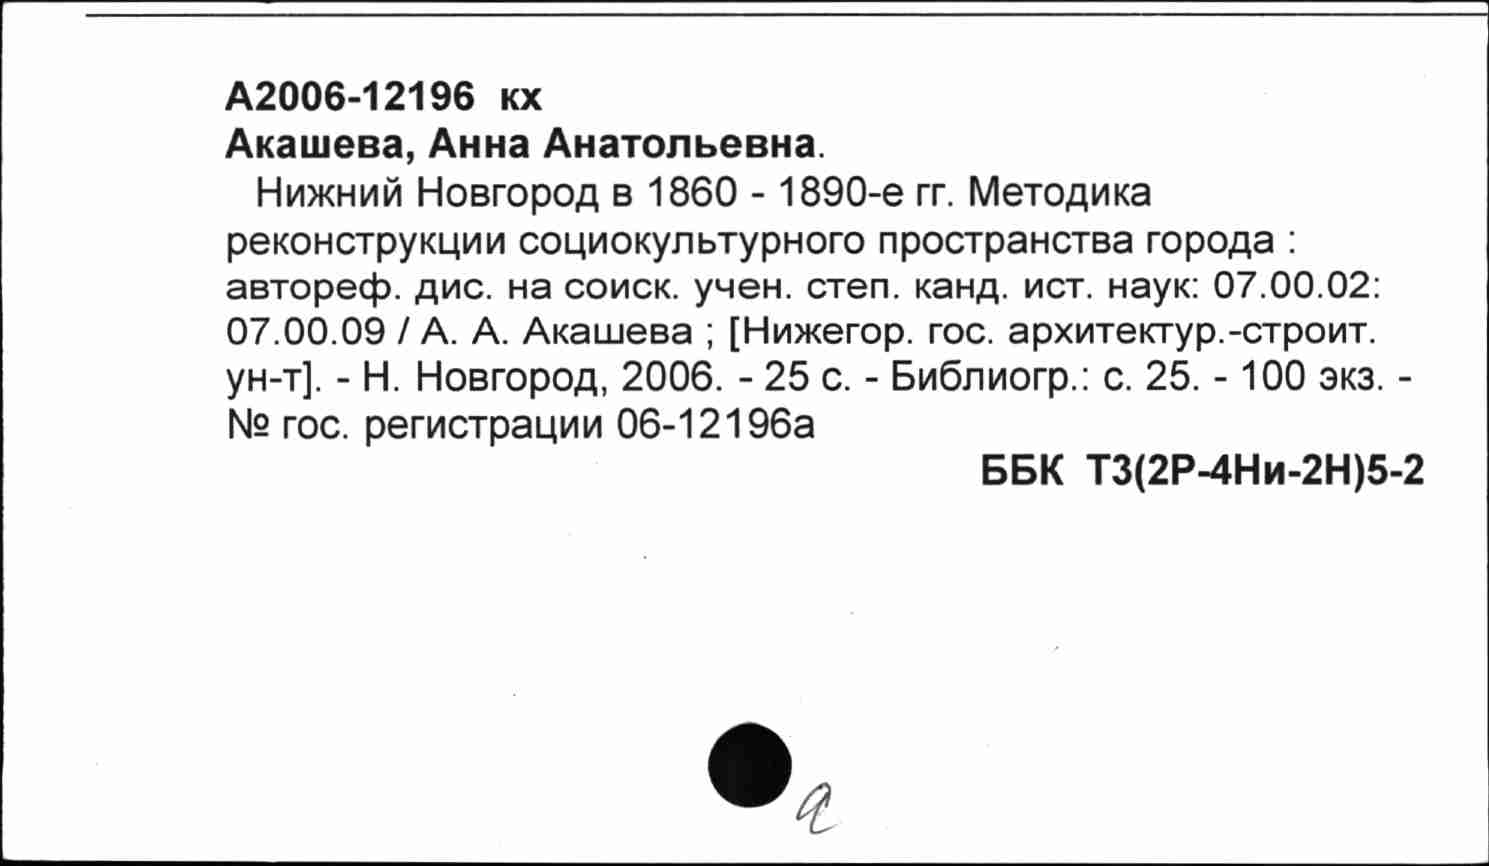 А2006-12196 кх
Акашева, Анна Анатольевна.
Нижний Новгород в 1860 - 1890-е гг. Методика
реконструкции социокультурного пространства города :
автореф. дис. на соиск. учен. степ. канд. ист. наук: 07.00.02:
07.00.09 / А. А. Акашева ; [Нижегор. гос. архитектур.-строит.
ун-т]. - Н. Новгород, 2006. - 25 с. - Библиогр.: с. 25. - 100 экз. -
№ гос. регистрации 06-12196а
ББК Т3(2Р-4Ни-2Н)5-2